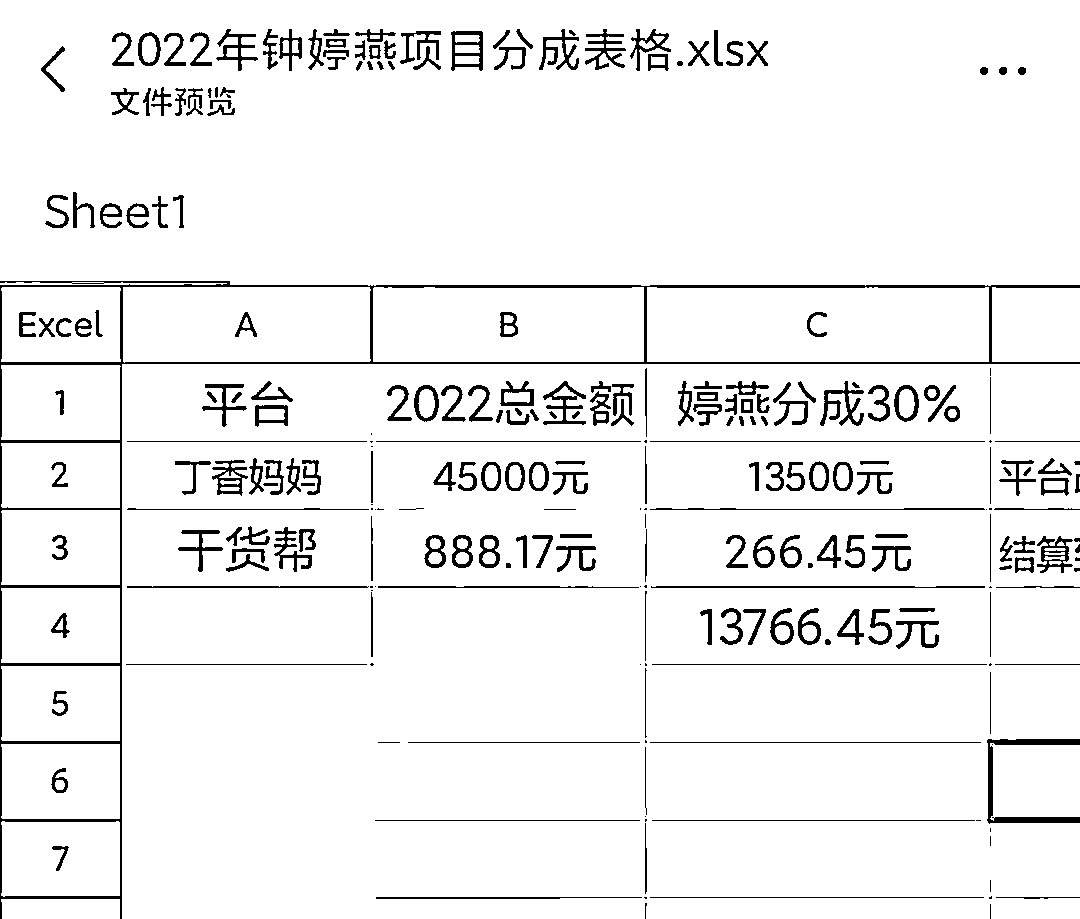 2022年钟婷燕项目分成表格.xlsx
文件预览
Sheet1
Excel A B C
1 平台 2022总金额 婷燕分成30%
2 丁香妈妈 45000元 13500元 平台
3 干货帮 888.17元 266.45元 结算
4 13766.45元
5
6
7